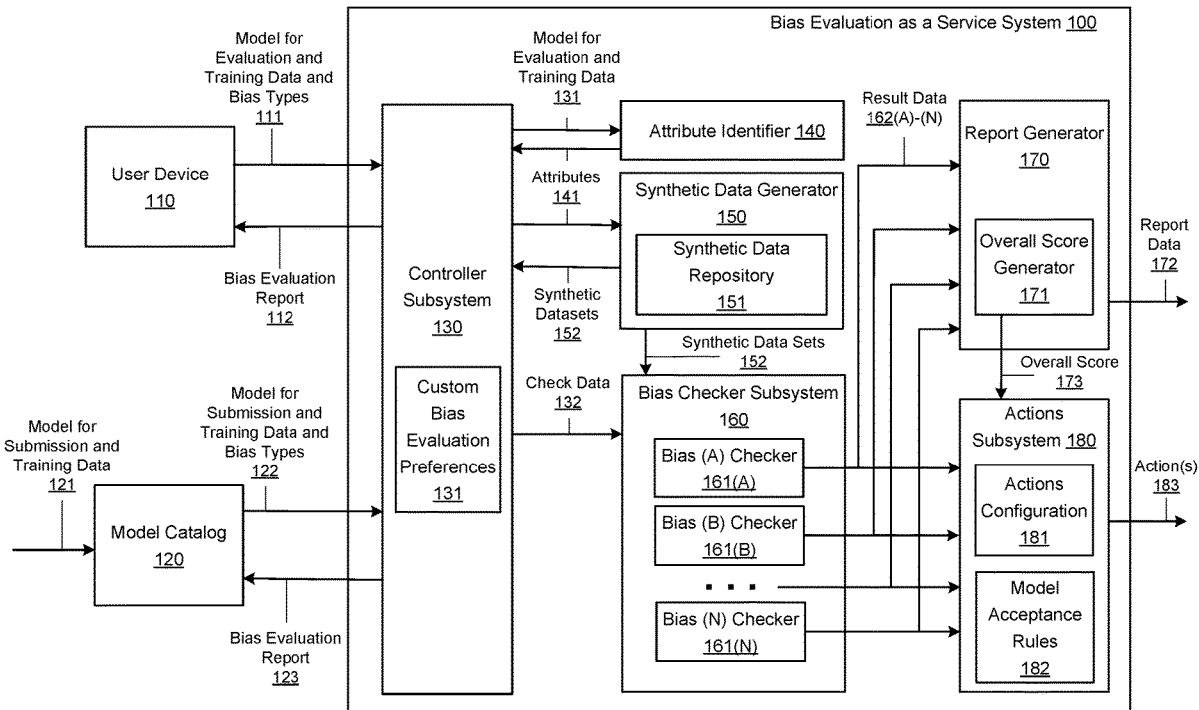 Bias Evaluation as a Service System 100
Model for
Evaluation and
Training Data and
Bias Types
111
User Device
110
Bias Evaluation
Report
112
Model for
Submission and
Training Data
121
Model for
Submission and
Training Data and
Bias Types
122
Model Catalog
120
Bias Evaluation
Report
123
Controller
Subsystem
130
Custom
Bias
Evaluation
Preferences
131
Model for
Evaluation and
Training Data
131
Attribute Identifier 140
Attributes
141
Synthetic Data Generator
150
Synthetic Data
Repository
151
Synthetic
Datasets
152
Synthetic Data Sets
152
Check Data
132
Bias Checker Subsystem
160
Bias (A) Checker
161(A)
Bias (B) Checker
161(B)
. . .
Bias (N) Checker
161(N)
Result Data
162(A)-(N)
Report Generator
170
Overall Score
Generator
171
Report
Data
172
Overall Score
173
Actions
Subsystem 180
Actions
Configuration
181
Model
Acceptance
Rules
182
Action(s)
183